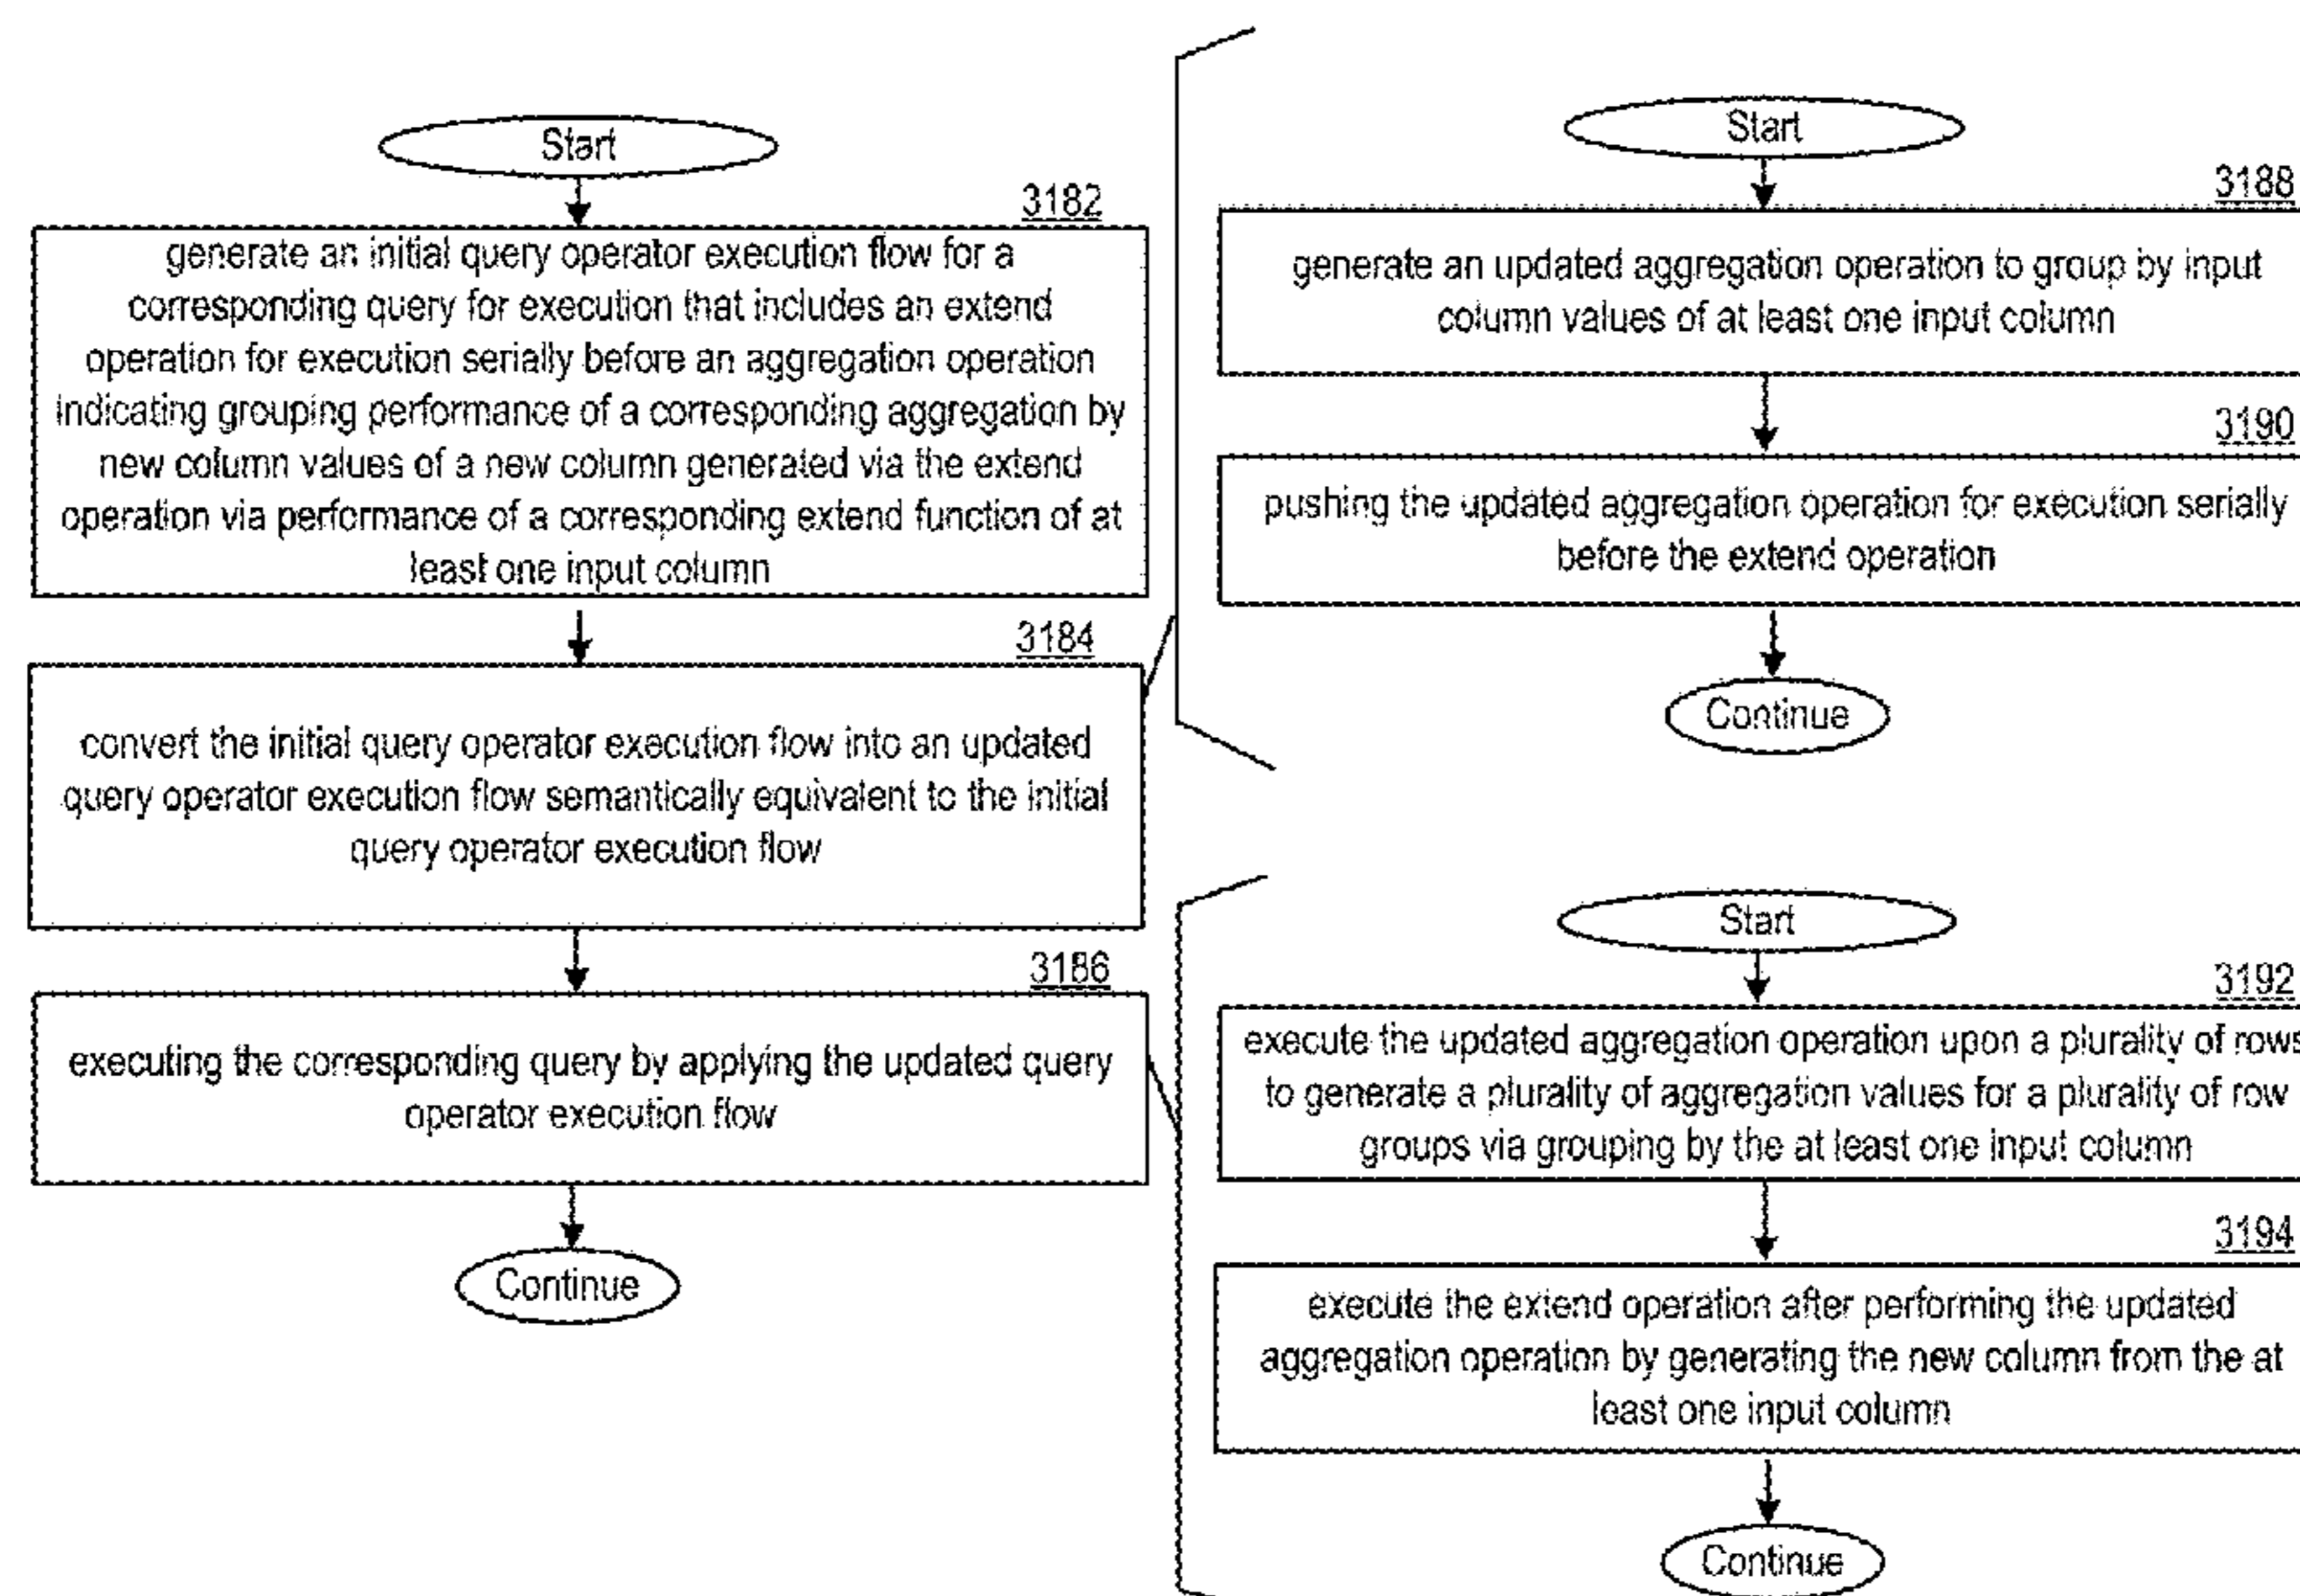 Start
3182
generate an initial query operator execution flow for a
corresponding query for execution that includes an extend
operation for execution serially before an aggregation operation
indicating grouping performance of a corresponding aggregation by
new column values of a new column generated via the extend
operation via performance of a corresponding extend function of at
least one input column
3184
convert the initial query operator execution flow into an updated
query operator execution flow semantically equivalent to the initial
query operator execution flow
3186
executing the corresponding query by applying the updated query
operator execution flow
Continue
Start
3188
generate an updated aggregation operation to group by input
column values of at least one input column
3190
pushing the updated aggregation operation for execution serially
before the extend operation
Continue
Start
3192
execute the updated aggregation operation upon a plurality of rows
to generate a plurality of aggregation values for a plurality of row
groups via grouping by the at least one input column
3194
execute the extend operation after performing the updated
aggregation operation by generating the new column from the at
least one input column
Continue